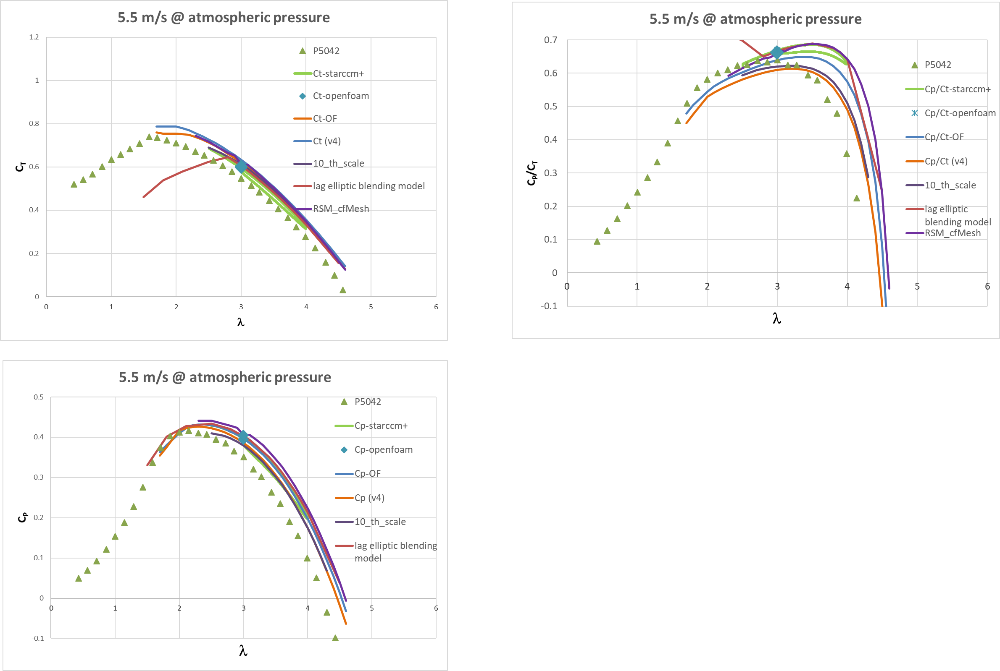 5.5 m/s @ atmospheric pressure
1.2
1
0.8
0.6
0.4
0.2
0
CT
0 1 2 3 4 5 6
λ
P5042
Ct-starccm+
Ct-openfoam
Ct-OF
Ct (v4)
10_th_scale
lag elliptic blending model
RSM_cfMesh
5.5 m/s @ atmospheric pressure
0.7
0.6
0.5
0.4
0.3
0.2
0.1
0
-0.1
CP/CT
0 1 2 3 4 5 6
λ
P5042
Cp/Ct-starccm+
Cp/Ct-openfoam
Cp/Ct-OF
Cp/Ct (v4)
10_th_scale
lag elliptic
blending model
RSM_cfMesh
5.5 m/s @ atmospheric pressure
0.5
0.4
0.3
0.2
0.1
0
-0.1
CP
0 1 2 3 4 5 6
λ
P5042
Cp-starccm+
Cp-openfoam
Cp-OF
Cp (v4)
10_th_scale
lag elliptic blending
model